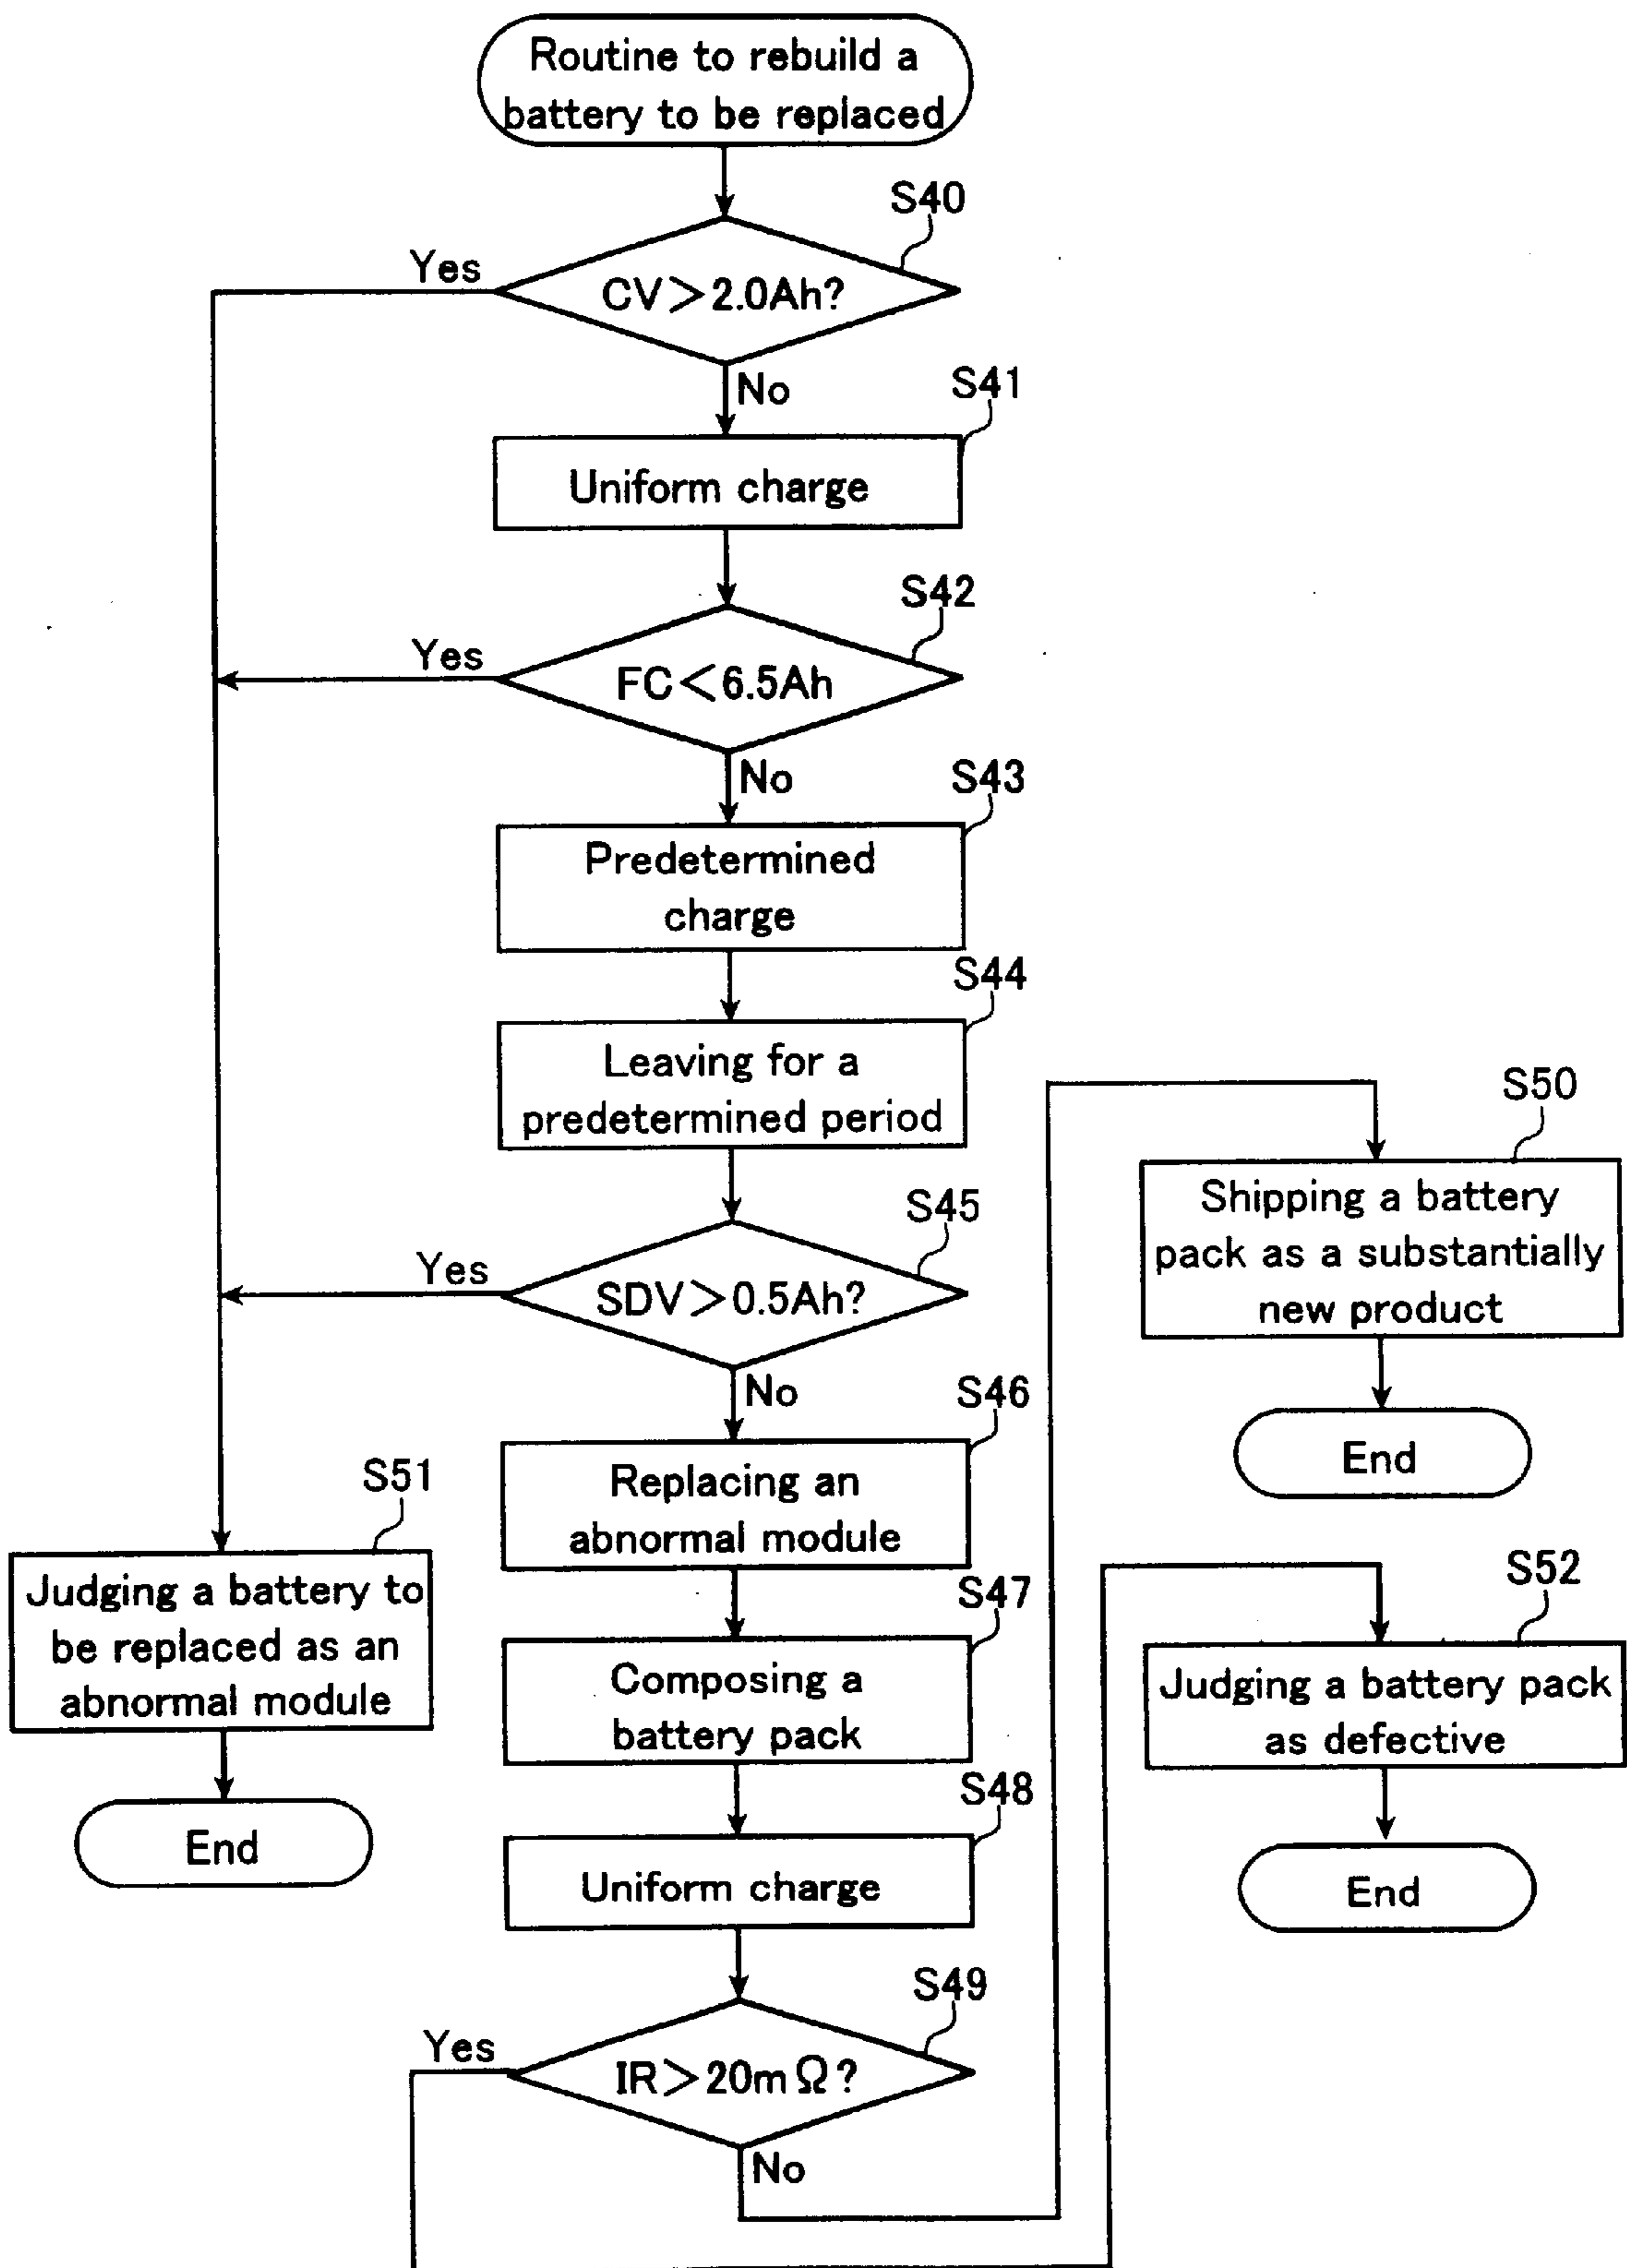 Routine to rebuild a
battery to be replaced
S40
CV>2.0Ah?
Yes
No
S41
Uniform charge
S42
FC<6.5Ah
Yes
No
S43
Predetermined
charge
S44
Leaving for a
predetermined period
S45
SDV>0.5Ah?
Yes
No
S46
Replacing an
abnormal module
S47
Composing a
battery pack
S48
Uniform charge
S49
IR>20mΩ?
Yes
No
S50
Shipping a battery
pack as a substantially
new product
End
S51
Judging a battery to
be replaced as an
abnormal module
End
S52
Judging a battery pack
as defective
End